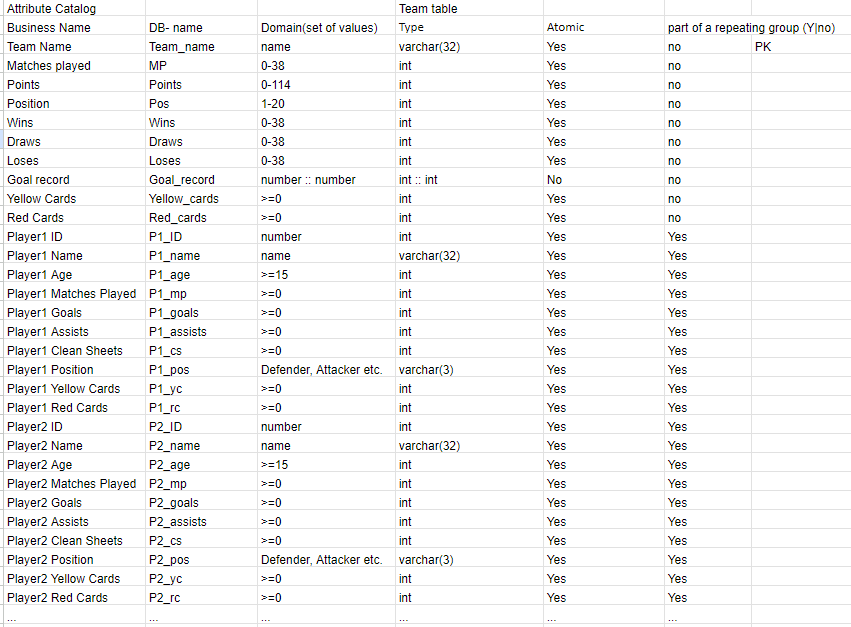 Attribute Catalog Team table
Business Name DB- name Domain(set of values) Type Atomic part of a repeating group (Y|no)
Team Name Team_name name varchar(32) Yes no PK
Matches played MP 0-38 int Yes no
Points Points 0-114 int Yes no
Position Pos 1-20 int Yes no
Wins Wins 0-38 int Yes no
Draws Draws 0-38 int Yes no
Loses Loses 0-38 int Yes no
Goal record Goal_record number :: number int :: int No no
Yellow Cards Yellow_cards >=0 int Yes no
Red Cards Red_cards >=0 int Yes no
Player1 ID P1_ID number int Yes Yes
Player1 Name P1_name name varchar(32) Yes Yes
Player1 Age P1_age >=15 int Yes Yes
Player1 Matches Played P1_mp >=0 int Yes Yes
Player1 Goals P1_goals >=0 int Yes Yes
Player1 Assists P1_assists >=0 int Yes Yes
Player1 Clean Sheets P1_cs >=0 int Yes Yes
Player1 Position P1_pos Defender, Attacker etc. varchar(3) Yes Yes
Player1 Yellow Cards P1_yc >=0 int Yes Yes
Player1 Red Cards P1_rc >=0 int Yes Yes
Player2 ID P2_ID number int Yes Yes
Player2 Name P2_name name varchar(32) Yes Yes
Player2 Age P2_age >=15 int Yes Yes
Player2 Matches Played P2_mp >=0 int Yes Yes
Player2 Goals P2_goals >=0 int Yes Yes
Player2 Assists P2_assists >=0 int Yes Yes
Player2 Clean Sheets P2_cs >=0 int Yes Yes
Player2 Position P2_pos Defender, Attacker etc. varchar(3) Yes Yes
Player2 Yellow Cards P2_yc >=0 int Yes Yes
Player2 Red Cards P2_rc >=0 int Yes Yes
... ... ... ... ... ...